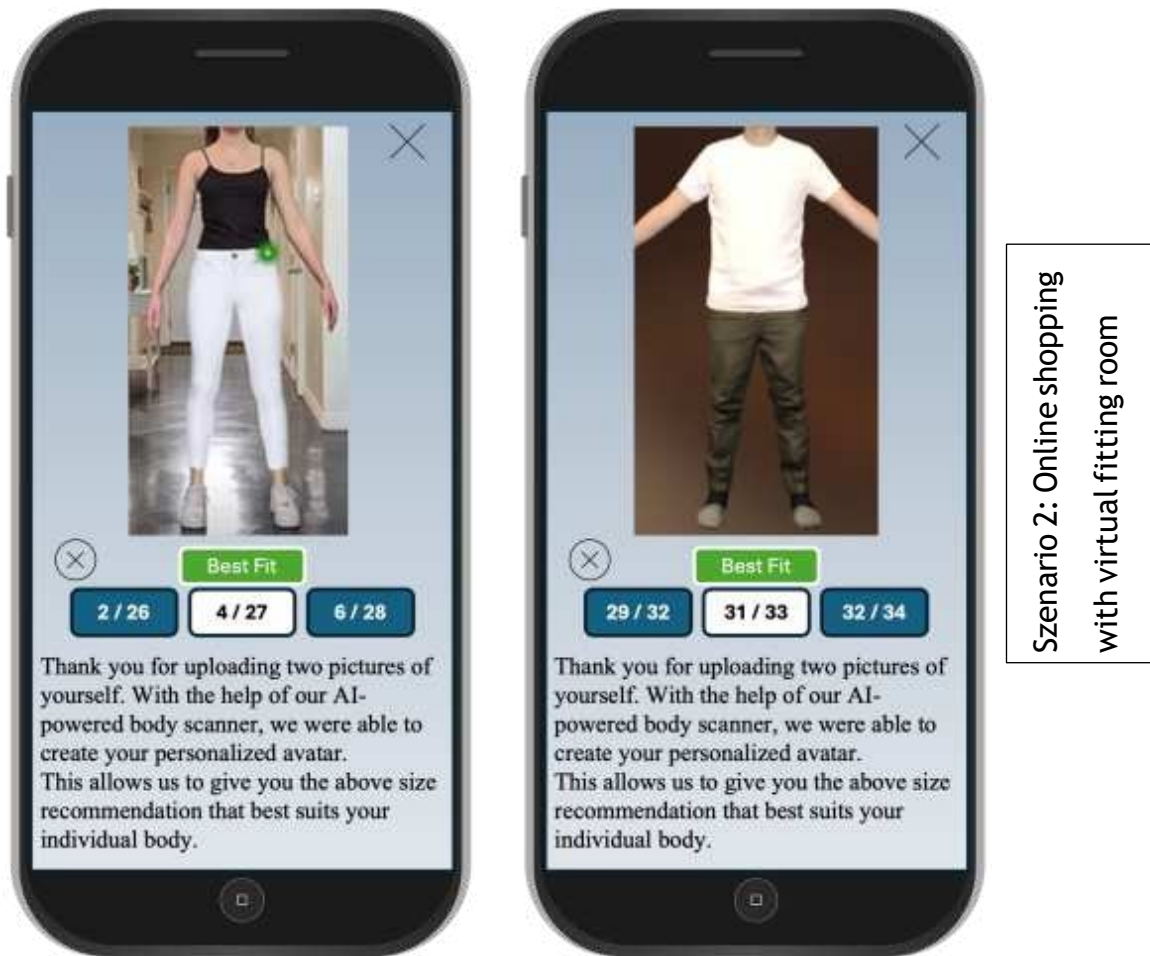 Best Fit
2 / 26
4 / 27
6 / 28
Thank you for uploading two pictures of
yourself. With the help of our AI-
powered body scanner, we were able to
create your personalized avatar.
This allows us to give you the above size
recommendation that best suits your
individual body.
Best Fit
29 / 32
31 / 33
32 / 34
Thank you for uploading two pictures of
yourself. With the help of our AI-
powered body scanner, we were able to
create your personalized avatar.
This allows us to give you the above size
recommendation that best suits your
individual body.
Szenario 2: Online shopping
with virtual fitting room